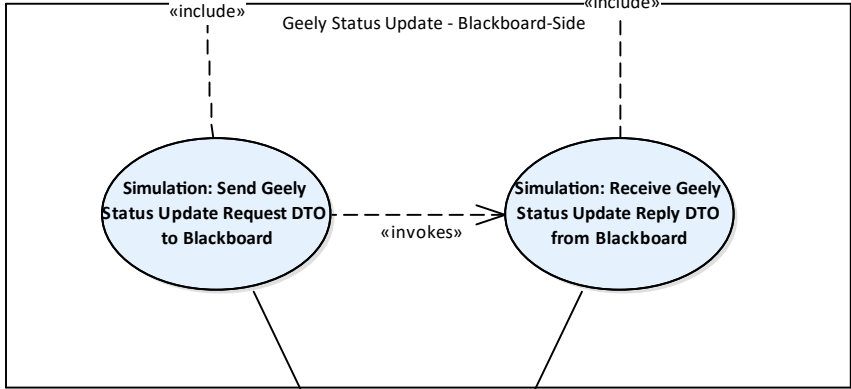 «include»
«include»
Geely Status Update - Blackboard-Side
Simulation: Send Geely
Status Update Request DTO
to Blackboard
«invokes»
Simulation: Receive Geely
Status Update Reply DTO
from Blackboard